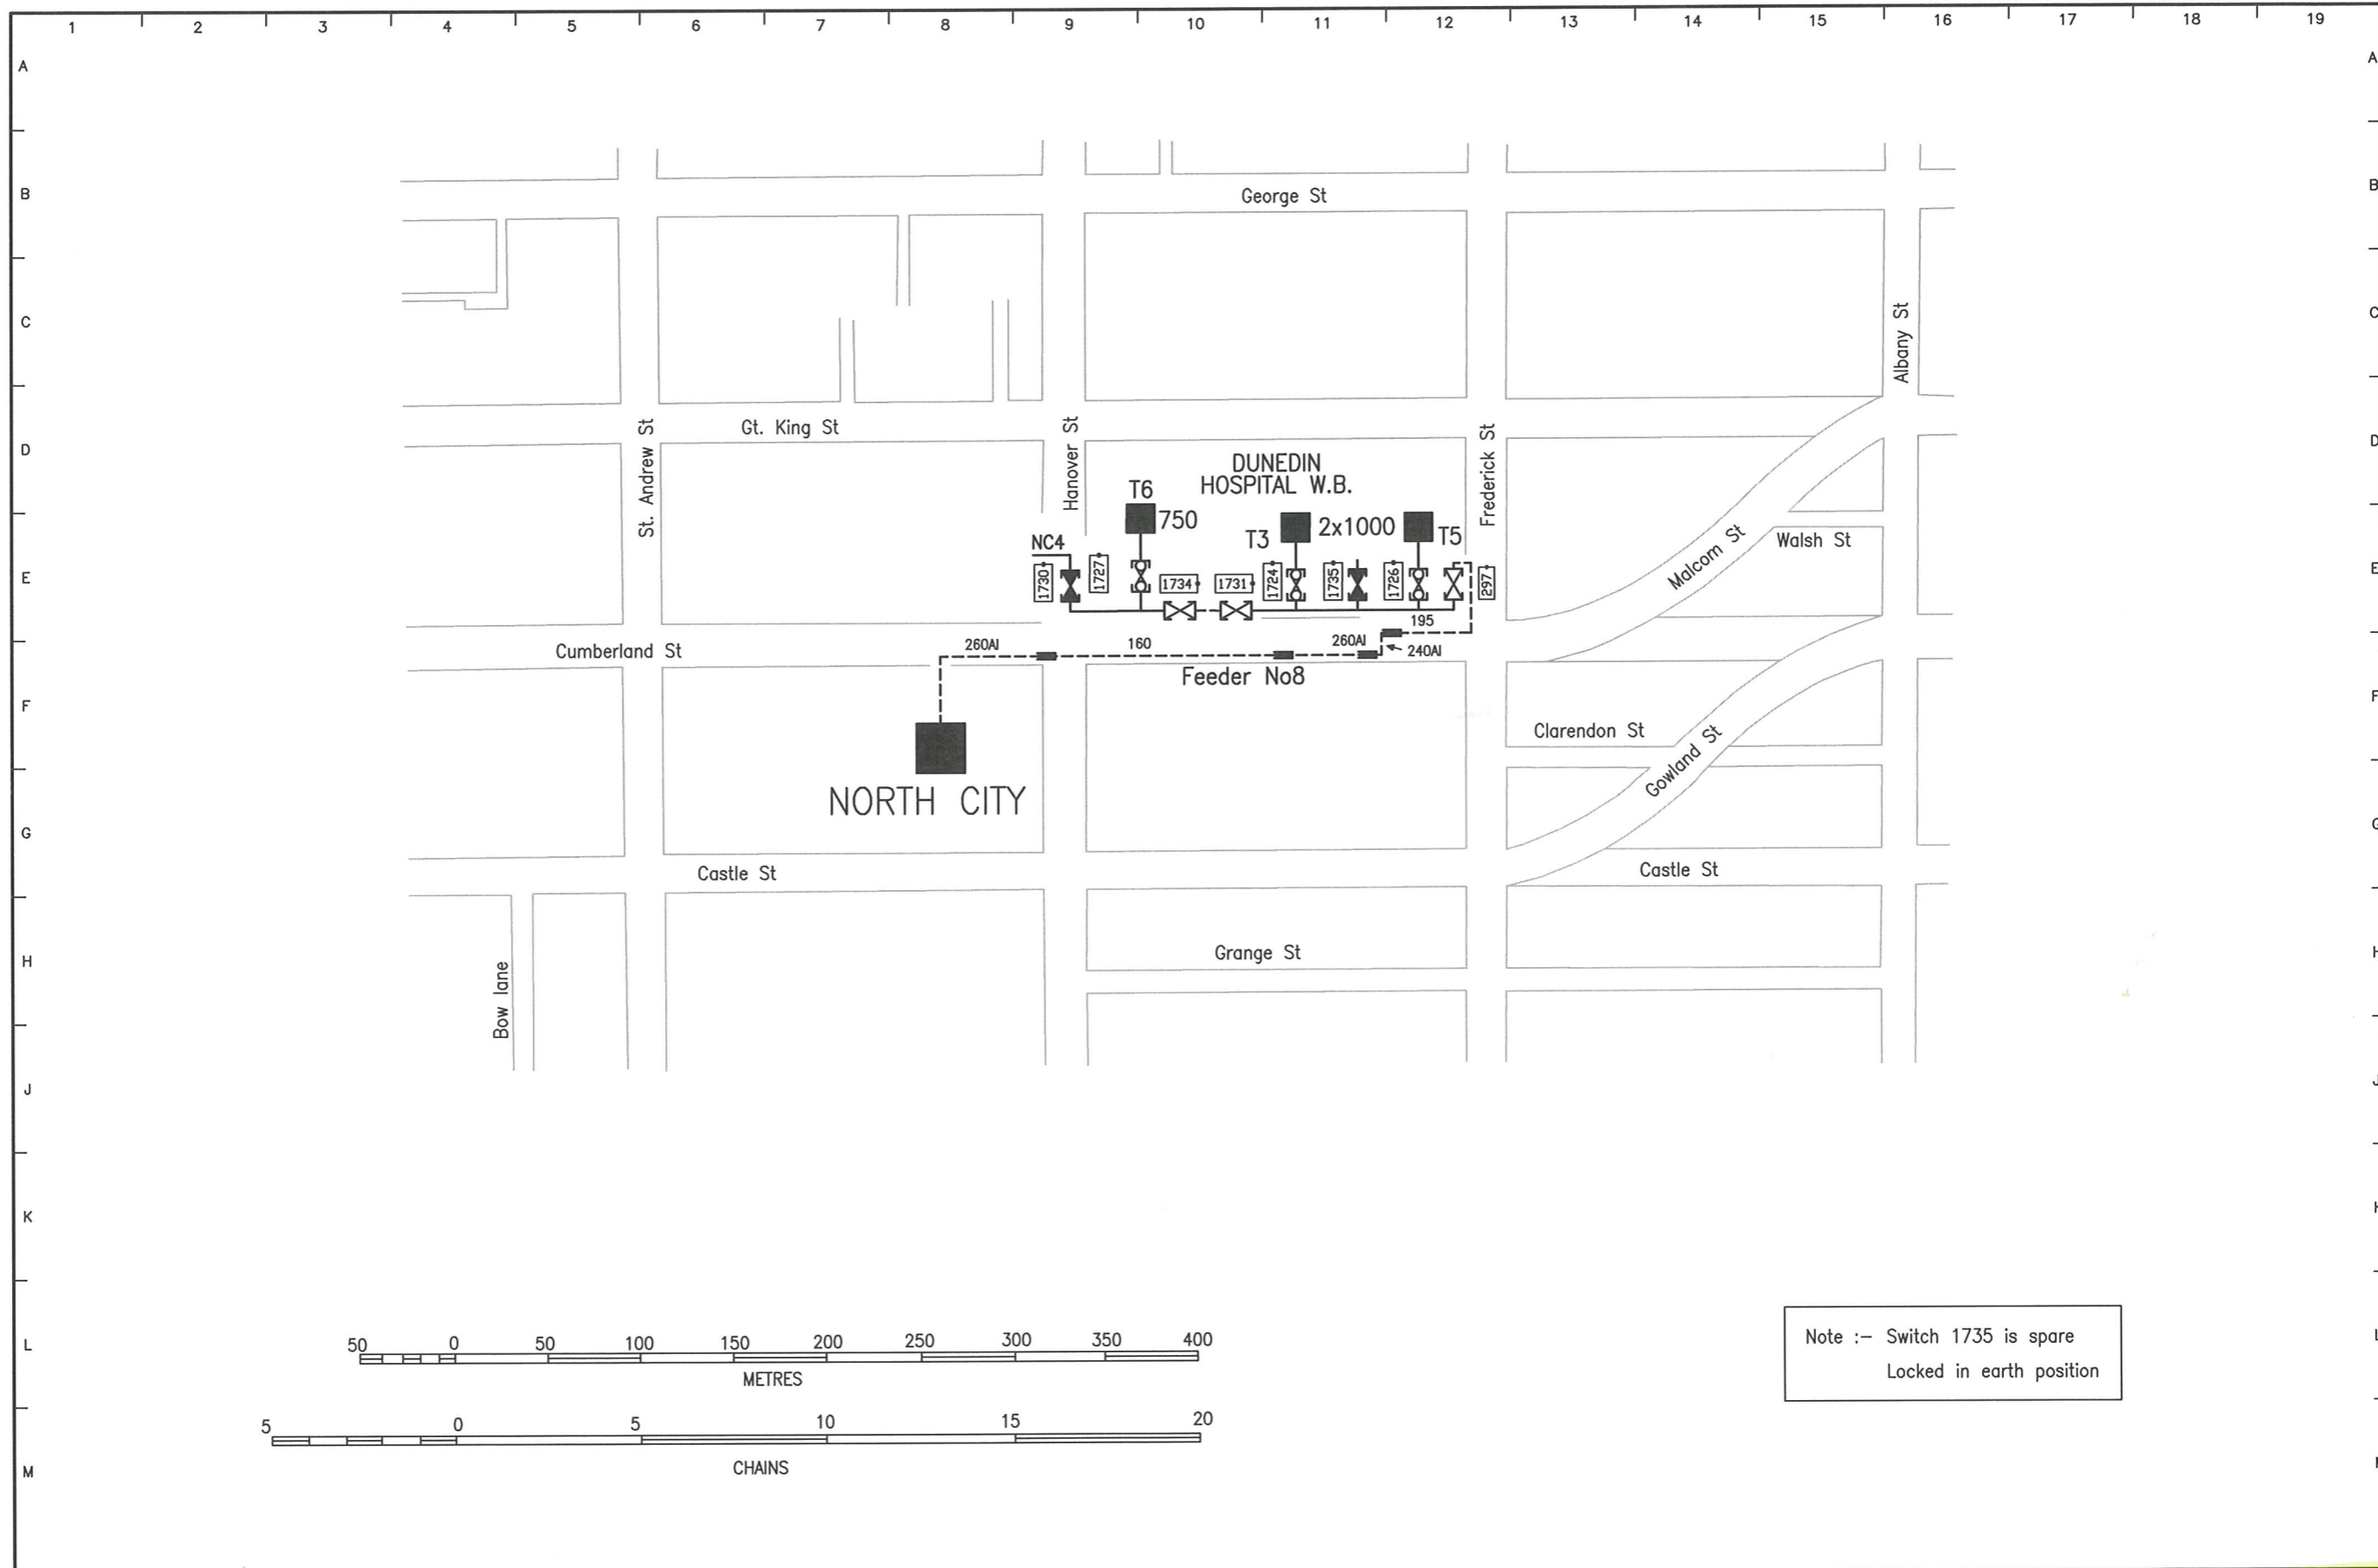 1 2 3 4 5 6 7 8 9 10 11 12 13 14 15 16 17 18 19
A A
B B
George St
C C
Albany St
D D
St. Andrew St
Gt. King St
Hanover St
Frederick St
DUNEDIN
HOSPITAL W.B.
T6
750
T3
2x1000
T5
NC4
1730
1727
1734
1731
1724
1735
1726
297
Malcom St
Walsh St
E E
195
Cumberland St
260Al
160
260Al
240Al
Feeder No8
F F
Clarendon St
Gowland St
NORTH CITY
G G
Castle St
Castle St
H H
Grange St
Bow lane
J J
K K
L L
50 0 50 100 150 200 250 300 350 400
METRES
Note :- Switch 1735 is spare
Locked in earth position
5 0 5 10 15 20
CHAINS
M